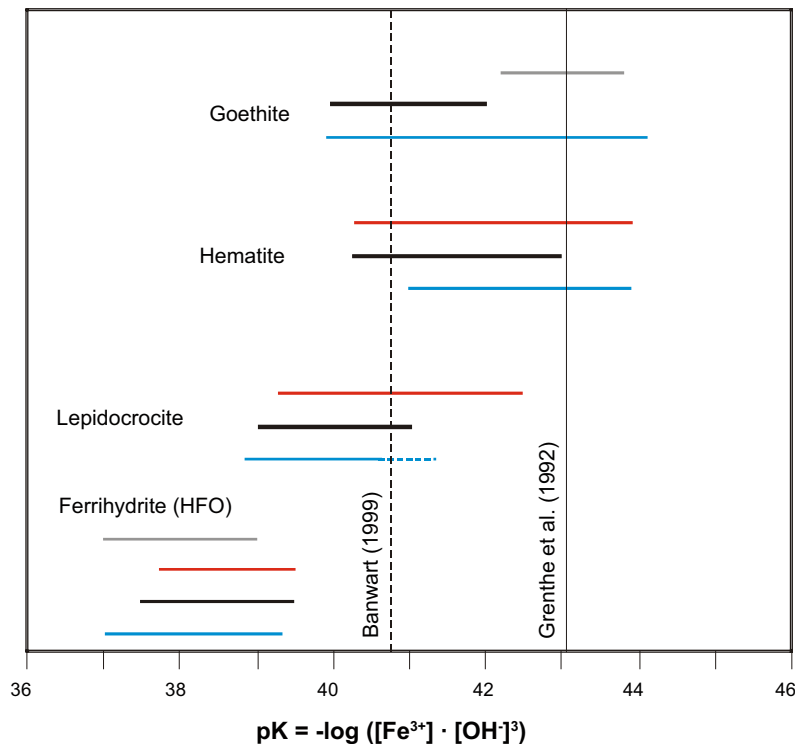 Goethite
Hematite
Lepidocrocite
Ferrihydrite (HFO)
Banwart (1999)
Grenthe et al. (1992)
36 38 40 42 44 46
pK = -log ([Fe³⁺] · [OH⁻]³)